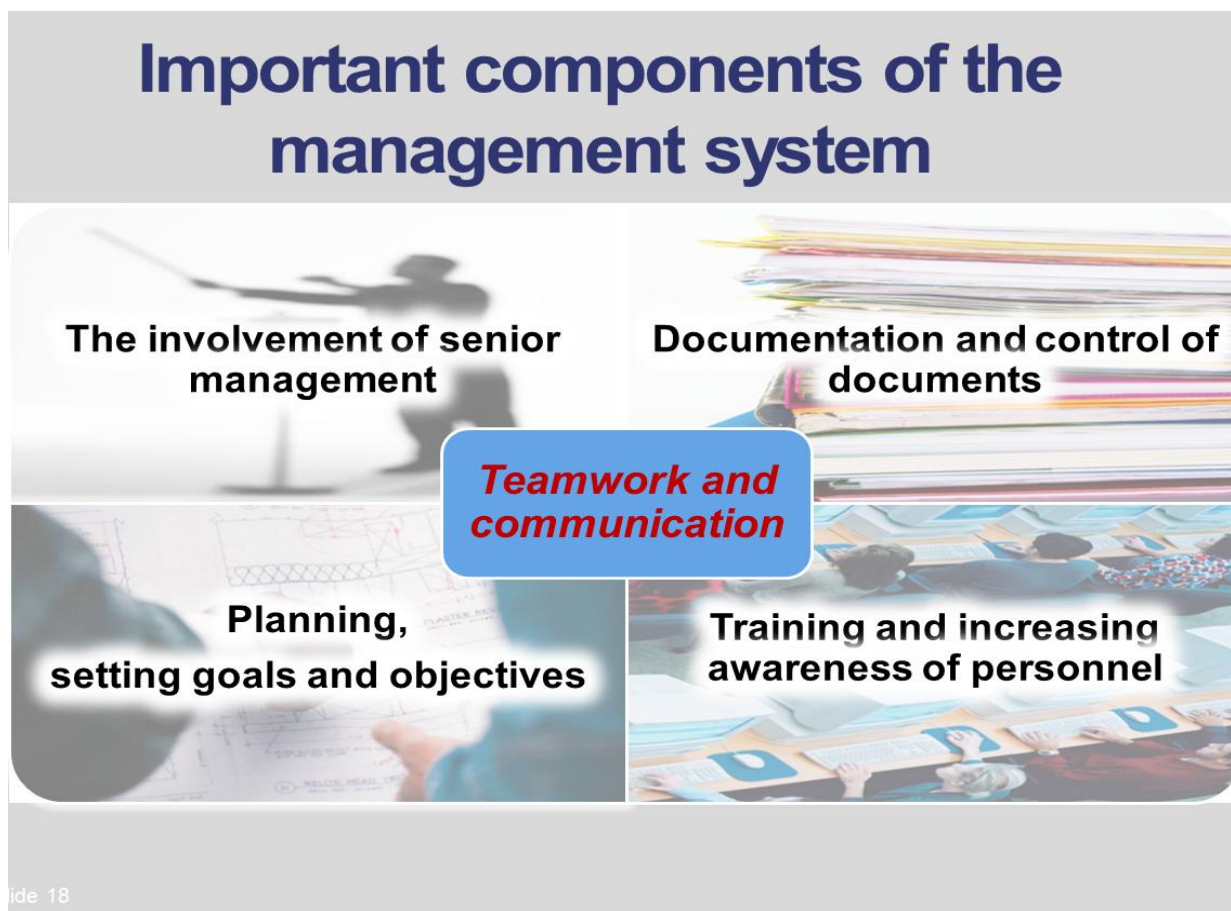 Important components of the
management system
The involvement of senior
management
Documentation and control of
documents
Teamwork and
communication
Planning,
setting goals and objectives
Training and increasing
awareness of personnel
lide 18